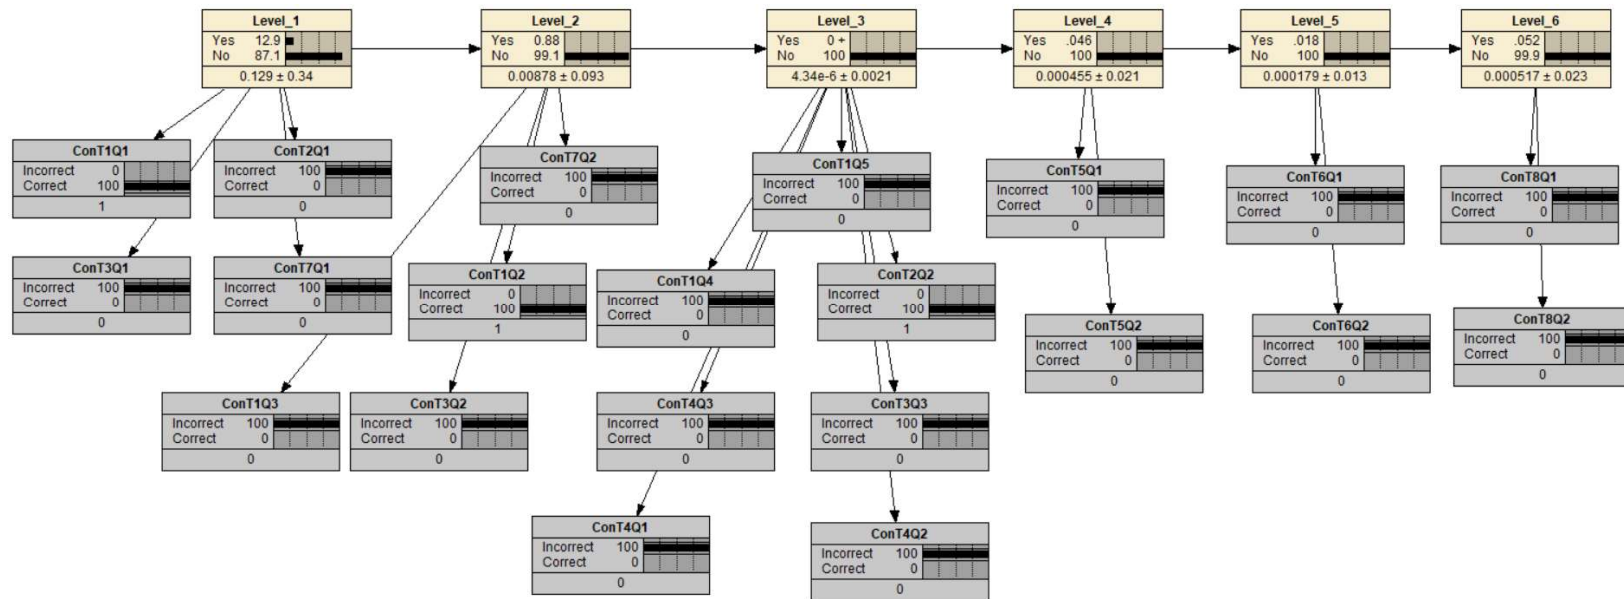 Level_1
Yes 12.9
No 87.1
0.129 ± 0.34
Level_2
Yes 0.88
No 99.1
0.00878 ± 0.093
Level_3
Yes 0 +
No 100
4.34e-6 ± 0.0021
Level_4
Yes .046
No 100
0.000455 ± 0.021
Level_5
Yes .018
No 100
0.000179 ± 0.013
Level_6
Yes .052
No 99.9
0.000517 ± 0.023
ConT1Q1
Incorrect 0
Correct 100
1
ConT2Q1
Incorrect 100
Correct 0
0
ConT7Q2
Incorrect 100
Correct 0
0
ConT1Q5
Incorrect 100
Correct 0
0
ConT5Q1
Incorrect 100
Correct 0
0
ConT6Q1
Incorrect 100
Correct 0
0
ConT8Q1
Incorrect 100
Correct 0
0
ConT3Q1
Incorrect 100
Correct 0
0
ConT7Q1
Incorrect 100
Correct 0
0
ConT1Q2
Incorrect 0
Correct 100
1
ConT1Q4
Incorrect 100
Correct 0
0
ConT2Q2
Incorrect 0
Correct 100
1
ConT5Q2
Incorrect 100
Correct 0
0
ConT6Q2
Incorrect 100
Correct 0
0
ConT8Q2
Incorrect 100
Correct 0
0
ConT1Q3
Incorrect 100
Correct 0
0
ConT3Q2
Incorrect 100
Correct 0
0
ConT4Q3
Incorrect 100
Correct 0
0
ConT3Q3
Incorrect 100
Correct 0
0
ConT4Q1
Incorrect 100
Correct 0
0
ConT4Q2
Incorrect 100
Correct 0
0